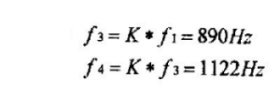 f3 = K * f1 = 890Hz
f4 = K * f3 = 1122Hz